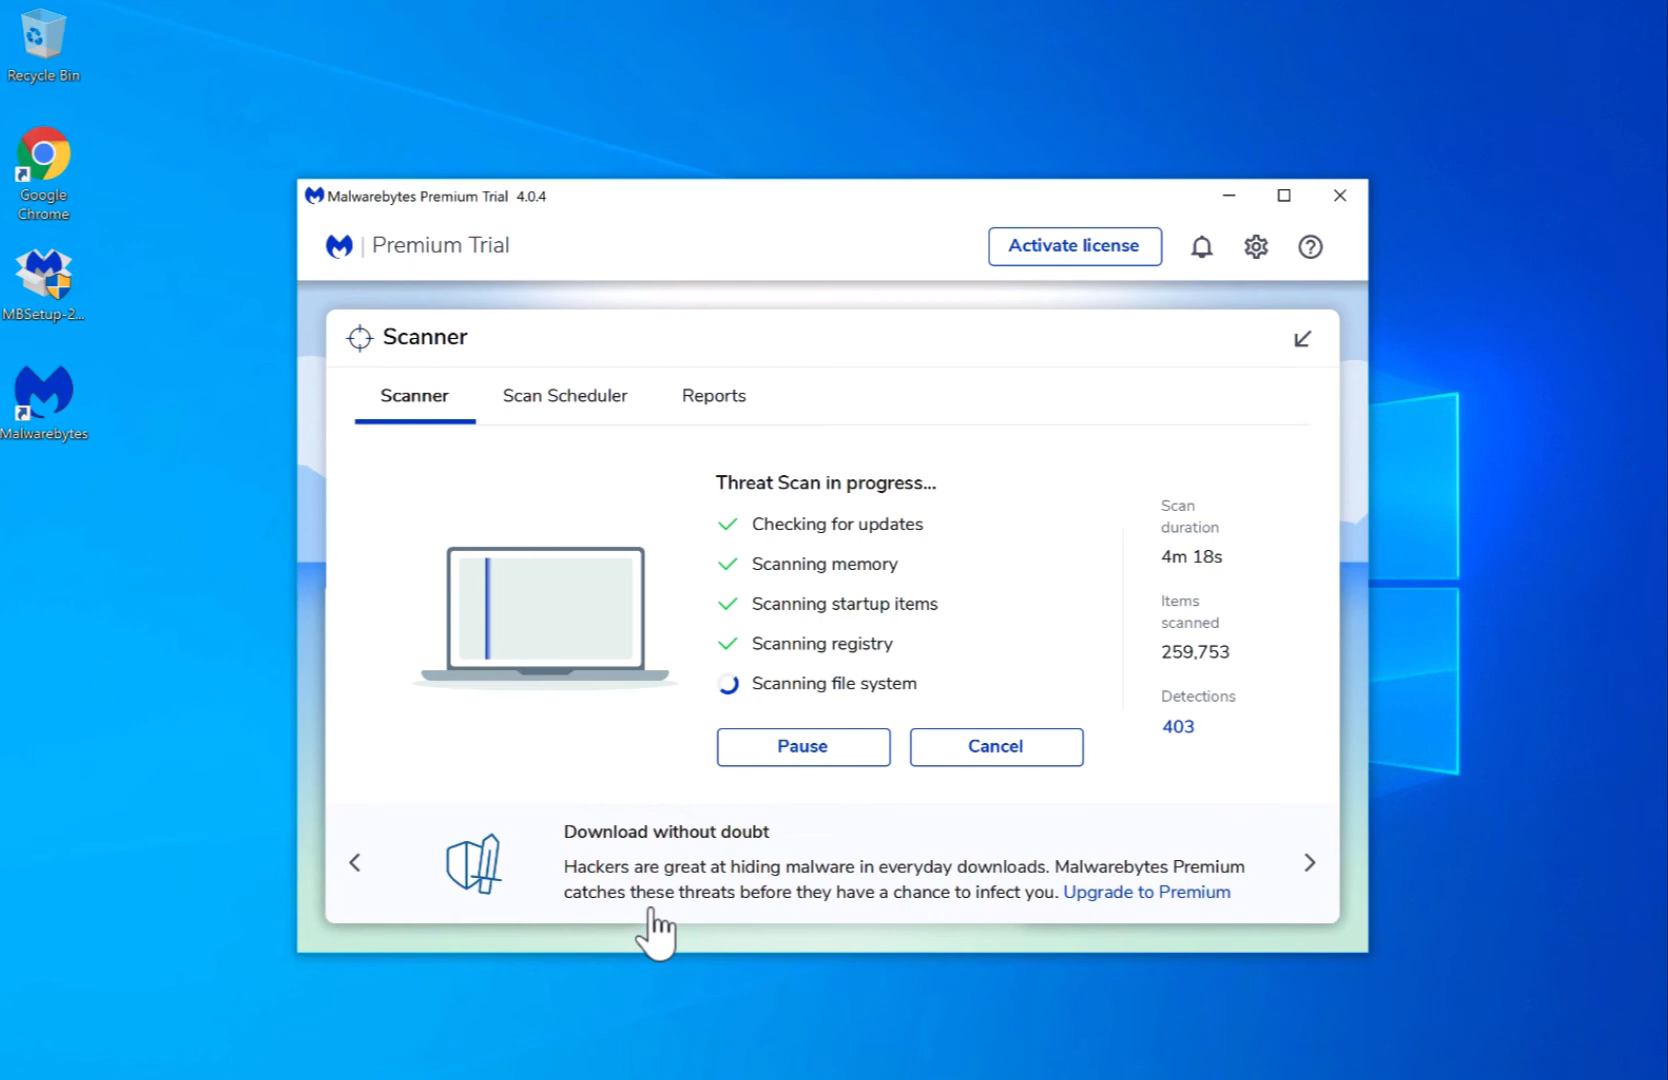 Recycle Bin
Google
Chrome
MBSetup-2...
Malwarebytes
Malwarebytes Premium Trial 4.0.4
Premium Trial
Activate license
Scanner
Scanner
Scan Scheduler
Reports
Threat Scan in progress...
Checking for updates
Scanning memory
Scanning startup items
Scanning registry
Scanning file system
Pause
Cancel
Scan
duration
4m 18s
Items
scanned
259,753
Detections
403
Download without doubt
Hackers are great at hiding malware in everyday downloads. Malwarebytes Premium
catches these threats before they have a chance to infect you. Upgrade to Premium